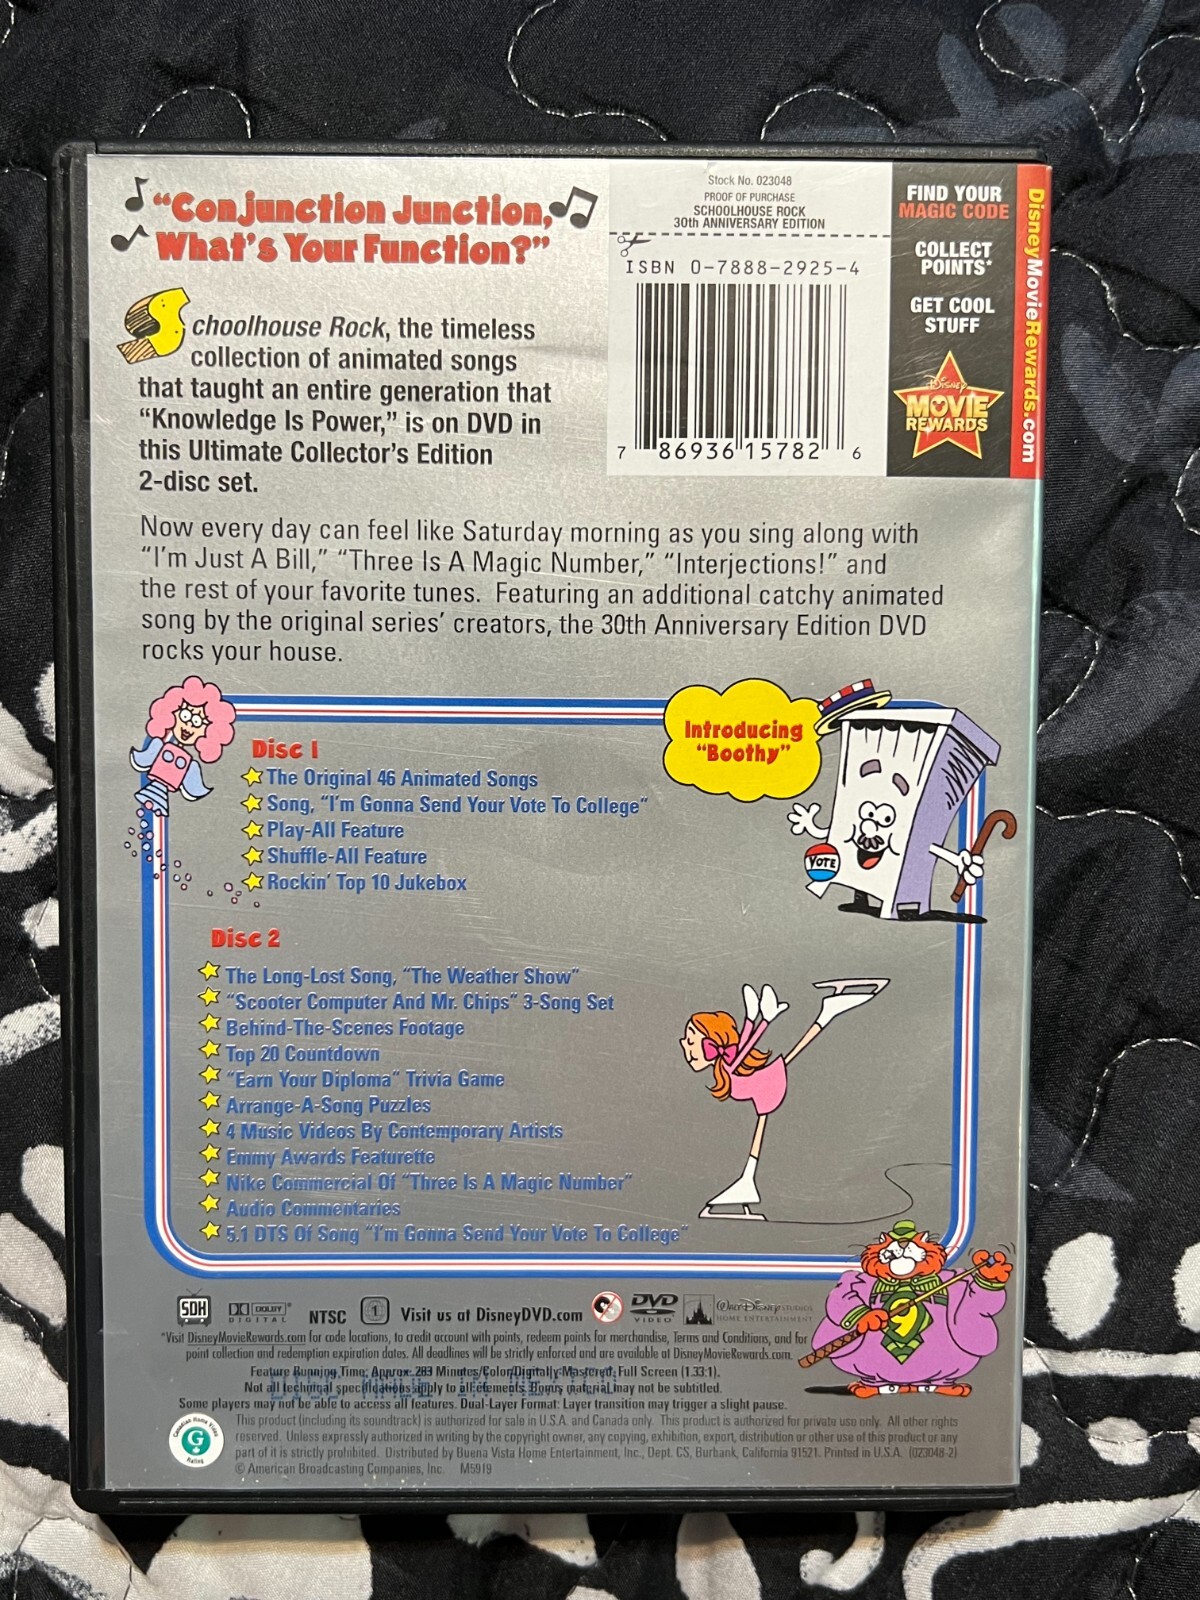 "Conjunction Junction,
What's Your Function?"
Schoolhouse Rock, the timeless
collection of animated songs
that taught an entire generation that
"Knowledge Is Power," is on DVD in
this Ultimate Collector's Edition
2-disc set.
Stock No. 023048
PROOF OF PURCHASE
SCHOOLHOUSE ROCK
30th ANNIVERSARY EDITION
ISBN 0-7888-2925-4
7 86936 15782 6
FIND YOUR
MAGIC CODE
COLLECT
POINTS*
GET COOL
STUFF
Disney
MOVIE
REWARDS
DisneyMovieRewards.com
Now every day can feel like Saturday morning as you sing along with
"I'm Just A Bill," "Three Is A Magic Number," "Interjections!" and
the rest of your favorite tunes. Featuring an additional catchy animated
song by the original series' creators, the 30th Anniversary Edition DVD
rocks your house.
Introducing
"Boothy"
VOTE
Disc 1
The Original 46 Animated Songs
Song, "I'm Gonna Send Your Vote To College"
Play-All Feature
Shuffle-All Feature
Rockin' Top 10 Jukebox
Disc 2
The Long-Lost Song, "The Weather Show"
"Scooter Computer And Mr. Chips" 3-Song Set
Behind-The-Scenes Footage
Top 20 Countdown
"Earn Your Diploma" Trivia Game
Arrange-A-Song Puzzles
4 Music Videos By Contemporary Artists
Emmy Awards Featurette
Nike Commercial Of "Three Is A Magic Number"
Audio Commentaries
5.1 DTS Of Song "I'm Gonna Send Your Vote To College"
9
SDH DOLBY DIGITAL NTSC 1 Visit us at DisneyDVD.com DVD VIDEO WALT DISNEY STUDIOS HOME ENTERTAINMENT
*Visit DisneyMovieRewards.com for code locations, to credit account with points, redeem points for merchandise, Terms and Conditions, and for
point collection and redemption expiration dates. All deadlines will be strictly enforced and are available at DisneyMovieRewards.com.
Feature Running Time: Approx. 283 Minutes/Color/Digitally Mastered: Full Screen (1.33:1).
Not all technical specifications apply to all elements. Bonus material may not be subtitled.
Some players may not be able to access all features. Dual-Layer Format: Layer transition may trigger a slight pause.
Canadian Home Video
G
Rating
This product (including its soundtrack) is authorized for sale in U.S.A. and Canada only. This product is authorized for private use only. All other rights
reserved. Unless expressly authorized in writing by the copyright owner, any copying, exhibition, export, distribution or other use of this product or any
part of it is strictly prohibited. Distributed by Buena Vista Home Entertainment, Inc., Dept. CS, Burbank, California 91521. Printed in U.S.A. (023048-2)
© American Broadcasting Companies, Inc. M5919